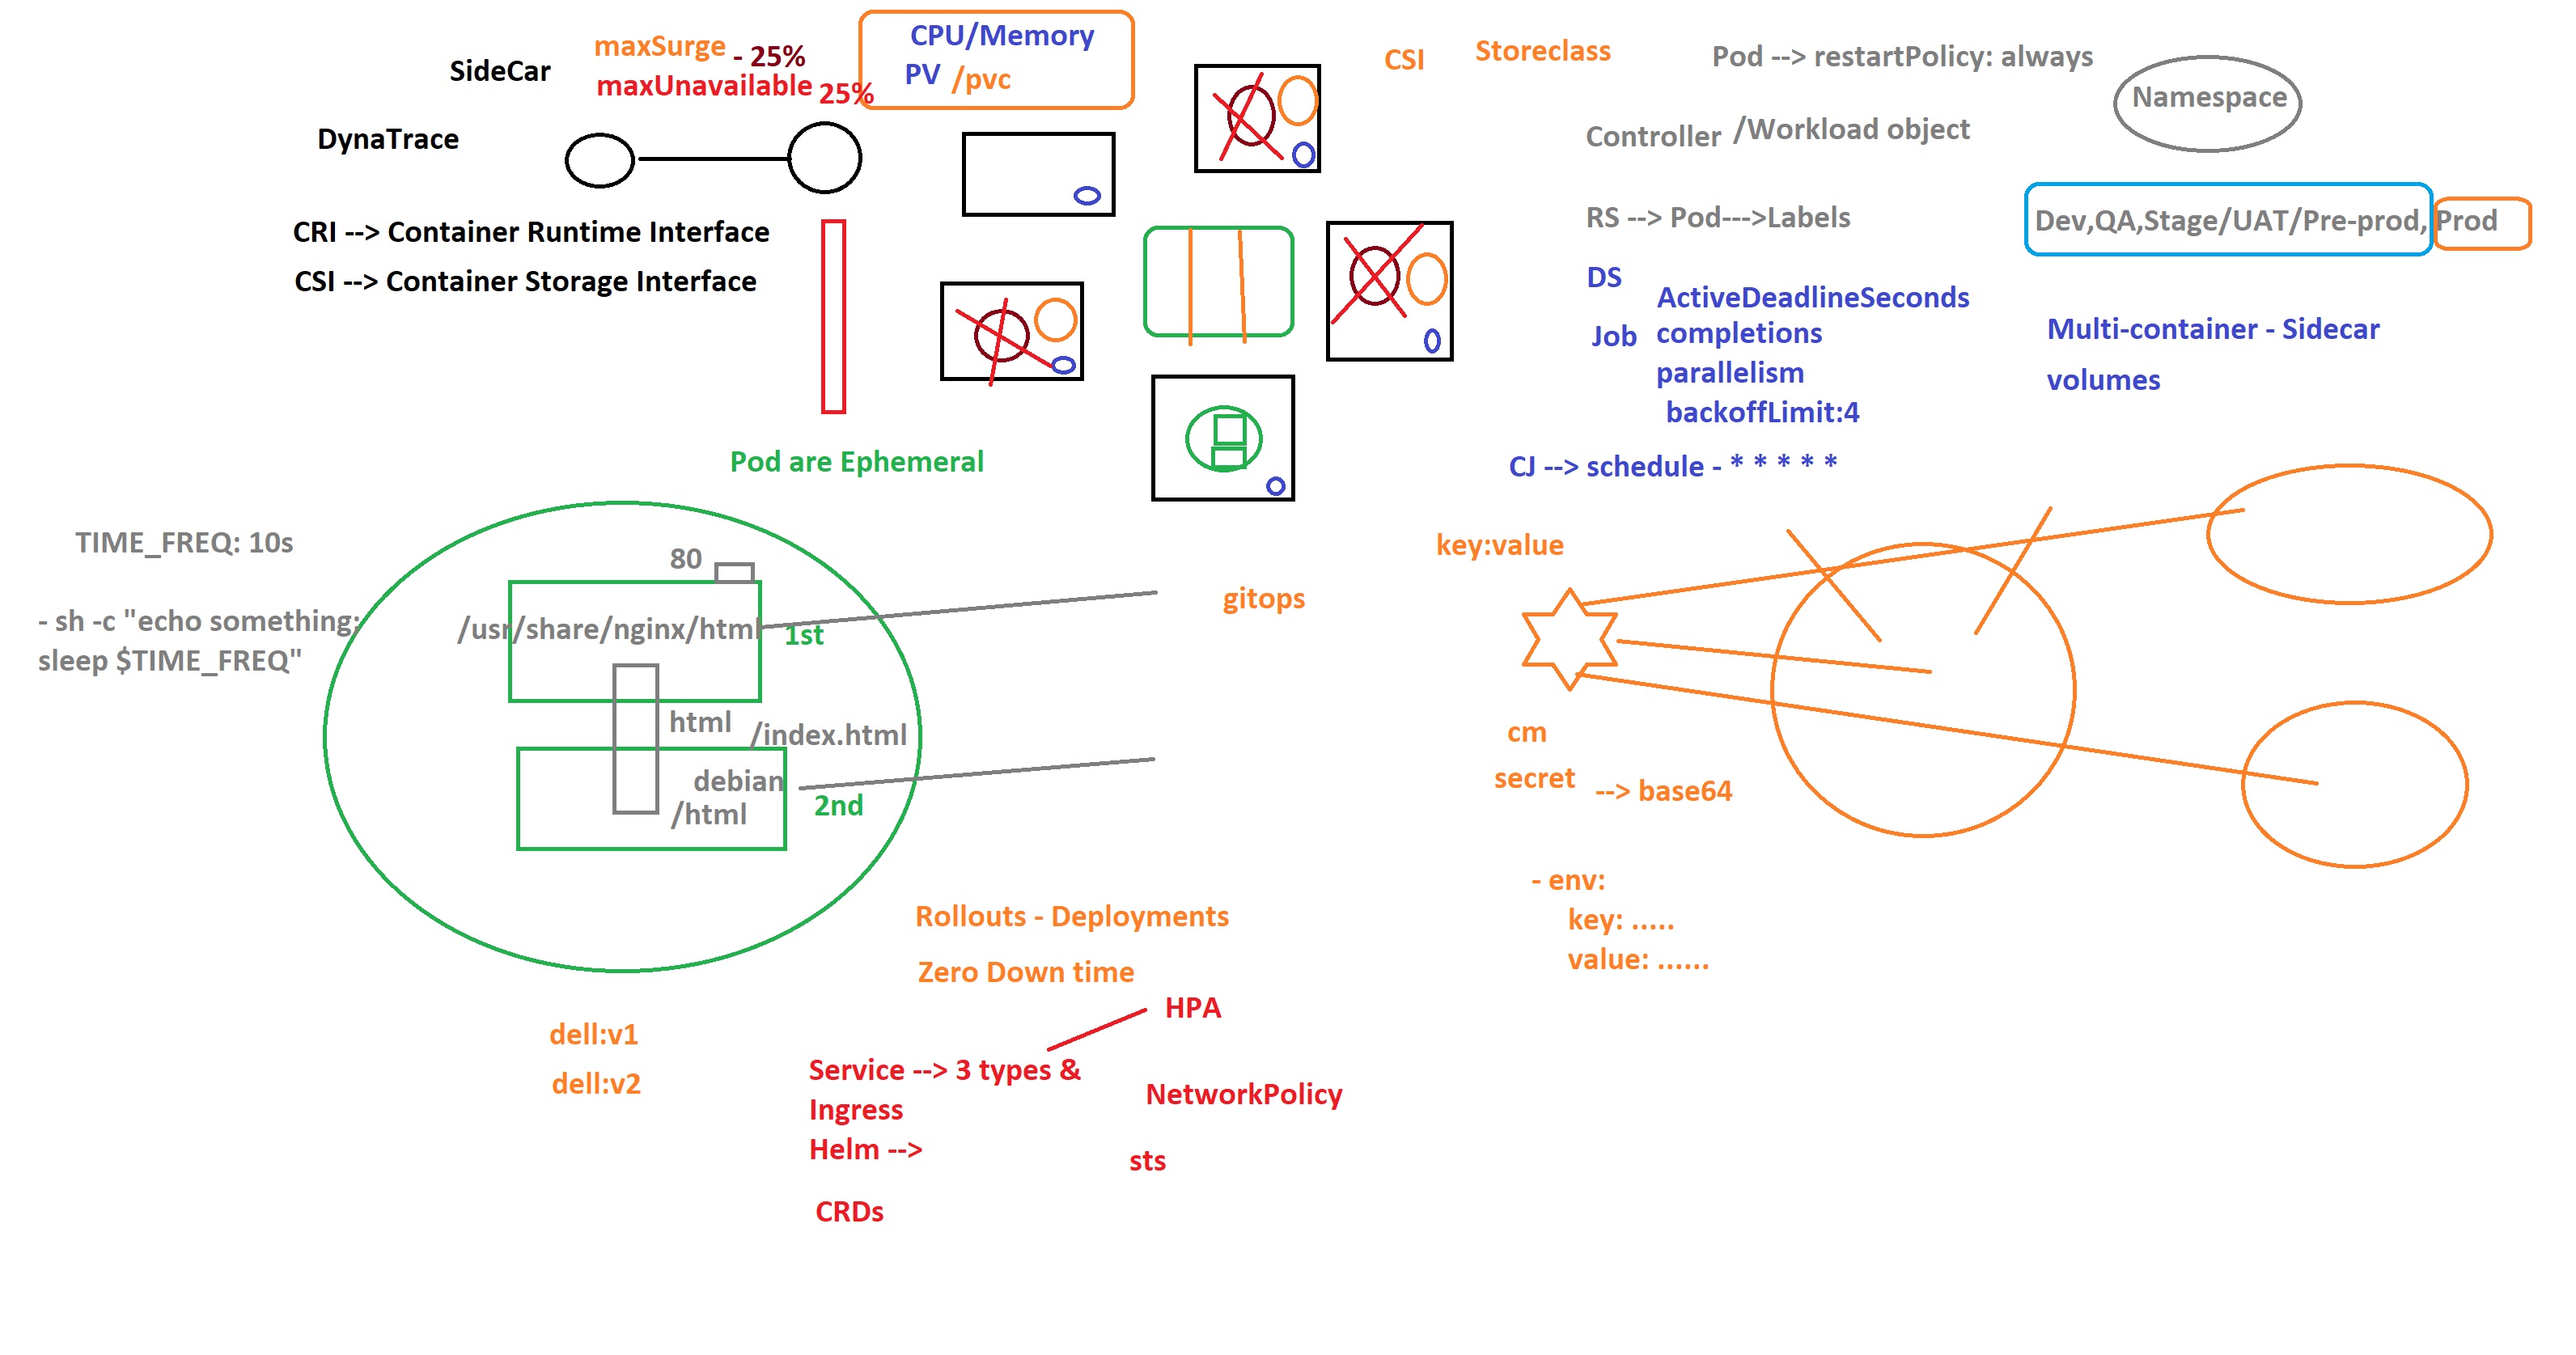 SideCar
maxSurge - 25%
maxUnavailable 25%
CPU/Memory
PV /pvc
CSI
Storeclass
Pod --> restartPolicy: always
Namespace
DynaTrace
Controller /Workload object
CRI --> Container Runtime Interface
CSI --> Container Storage Interface
RS --> Pod--->Labels
Dev,QA,Stage/UAT/Pre-prod, Prod
DS
Job
ActiveDeadlineSeconds
completions
parallelism
backoffLimit:4
Multi-container - Sidecar
volumes
CJ --> schedule - * * * * *
Pod are Ephemeral
TIME_FREQ: 10s
- sh -c "echo something;
sleep $TIME_FREQ"
80
/usr/share/nginx/html
1st
html
/index.html
debian
/html
2nd
gitops
key:value
cm
secret
--> base64
- env:
key: .....
value: ......
Rollouts - Deployments
Zero Down time
dell:v1
dell:v2
HPA
Service --> 3 types &
Ingress
Helm -->
NetworkPolicy
sts
CRDs